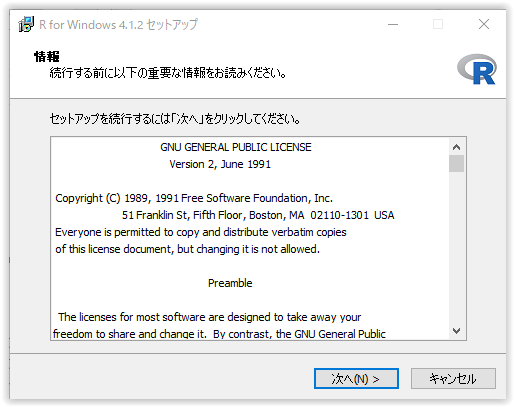 R for Windows 4.1.2 セットアップ
情報
続行する前に以下の重要な情報をお読みください。
R
セットアップを続行するには「次へ」をクリックしてください。
GNU GENERAL PUBLIC LICENSE
Version 2, June 1991
Copyright (C) 1989, 1991 Free Software Foundation, Inc.
51 Franklin St, Fifth Floor, Boston, MA  02110-1301  USA
Everyone is permitted to copy and distribute verbatim copies
of this license document, but changing it is not allowed.
Preamble
The licenses for most software are designed to take away your
freedom to share and change it.  By contrast, the GNU General Public
次へ(N) >
キャンセル